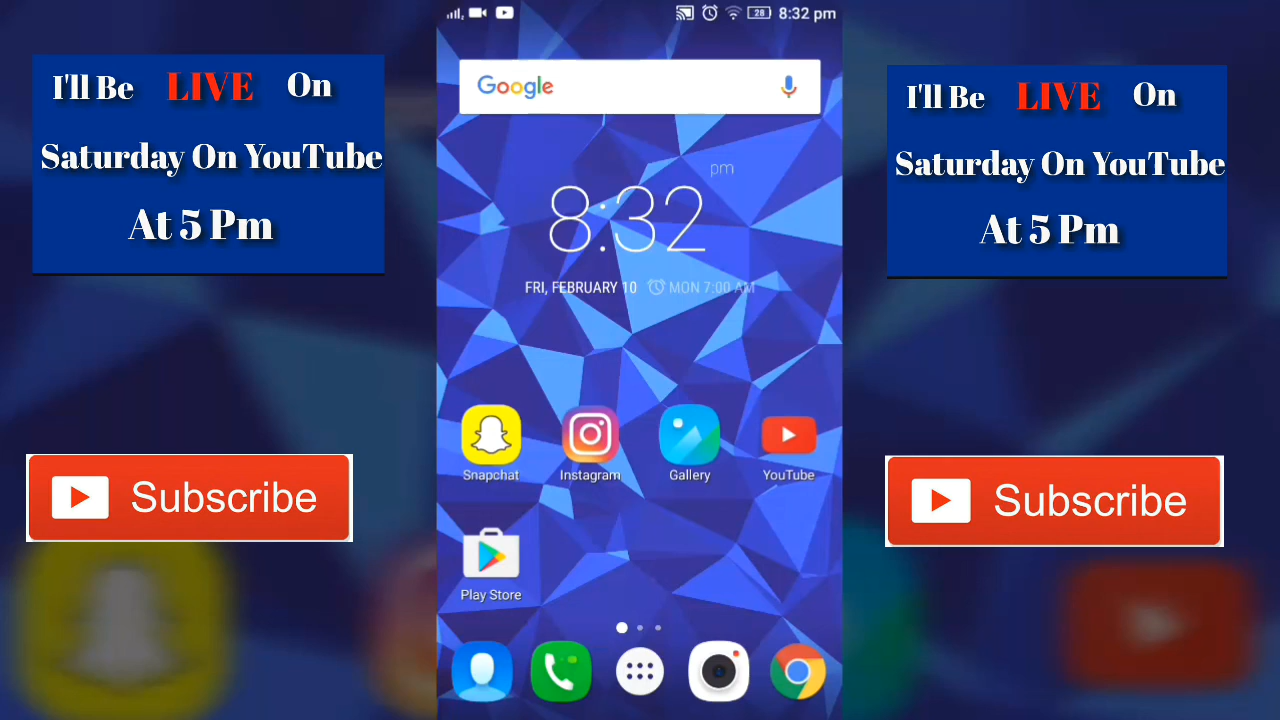 8:32 pm
28
I'll Be LIVE On
Saturday On YouTube
At 5 Pm
Google
pm
8:32
FRI, FEBRUARY 10 MON 7:00 AM
Snapchat
Instagram
Gallery
YouTube
Play Store
Subscribe
I'll Be LIVE On
Saturday On YouTube
At 5 Pm
Subscribe